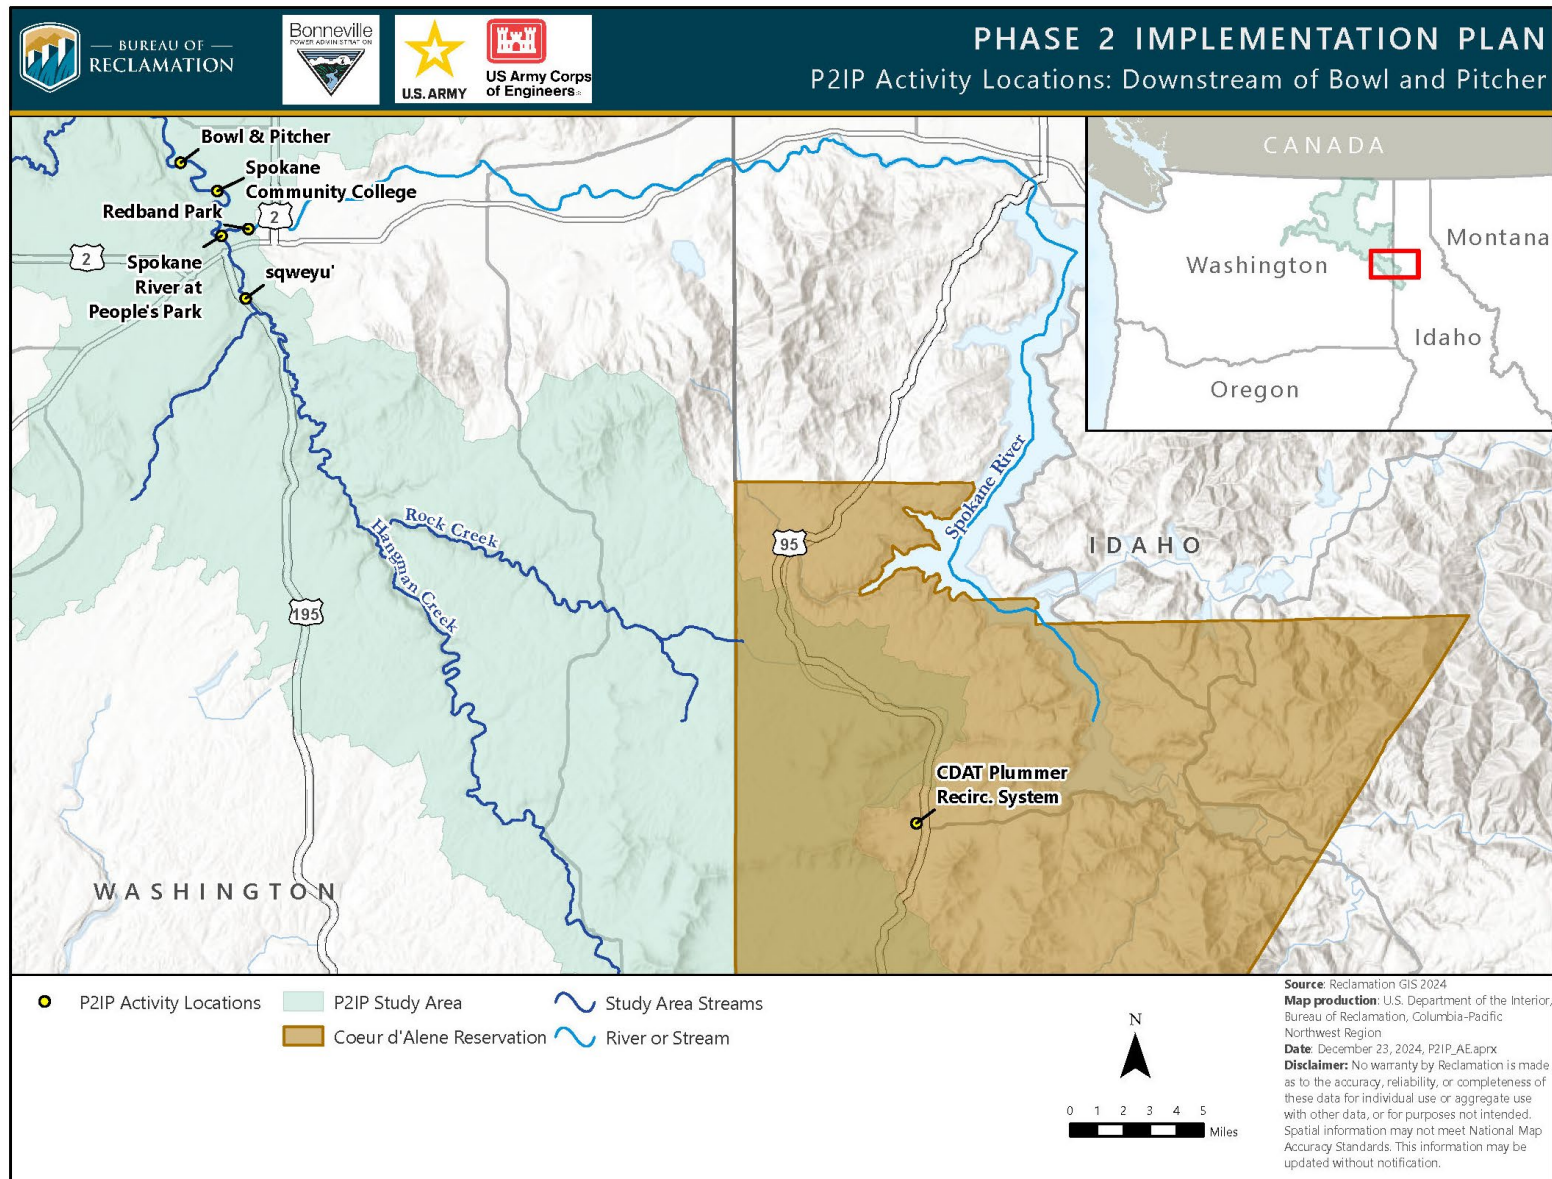 BUREAU OF
RECLAMATION
Bonneville
POWER ADMINISTRATION
U.S. ARMY
US Army Corps
of Engineers®
PHASE 2 IMPLEMENTATION PLAN
P2IP Activity Locations: Downstream of Bowl and Pitcher
Bowl & Pitcher
Spokane
Community College
Redband Park
2
2
Spokane
River at
People's Park
sqweyu'
CANADA
Washington
Montana
Idaho
Oregon
Rock Creek
Hangman Creek
Spokane River
95
IDAHO
195
CDAT Plummer
Recirc. System
WASHINGTON
P2IP Activity Locations
P2IP Study Area
Coeur d'Alene Reservation
Study Area Streams
River or Stream
N
0 1 2 3 4 5
Miles
Source: Reclamation GIS 2024
Map production: U.S. Department of the Interior,
Bureau of Reclamation, Columbia-Pacific
Northwest Region
Date: December 23, 2024, P2IP_AE.aprx
Disclaimer: No warranty by Reclamation is made
as to the accuracy, reliability, or completeness of
these data for individual use or aggregate use
with other data, or for purposes not intended.
Spatial information may not meet National Map
Accuracy Standards. This information may be
updated without notification.